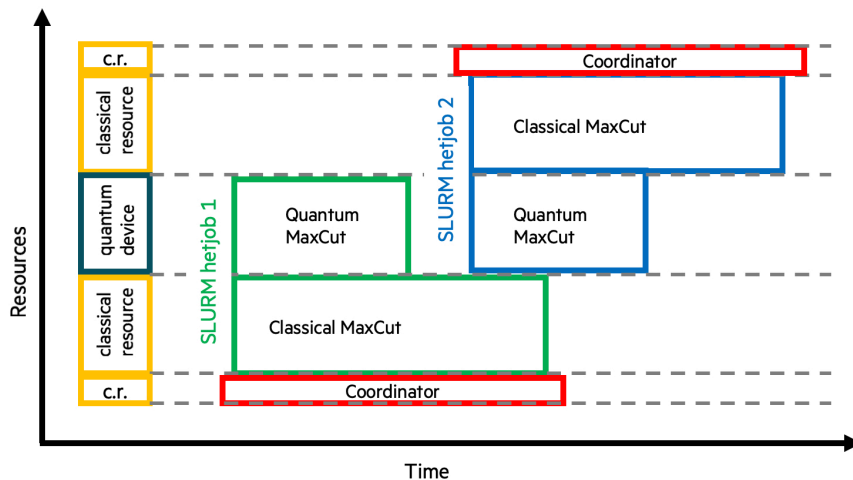 c.r.
Coordinator
classical
resource
SLURM hetjob 2
Classical MaxCut
quantum
device
SLURM hetjob 1
Quantum
MaxCut
Quantum
MaxCut
classical
resource
Classical MaxCut
c.r.
Coordinator
Resources
Time